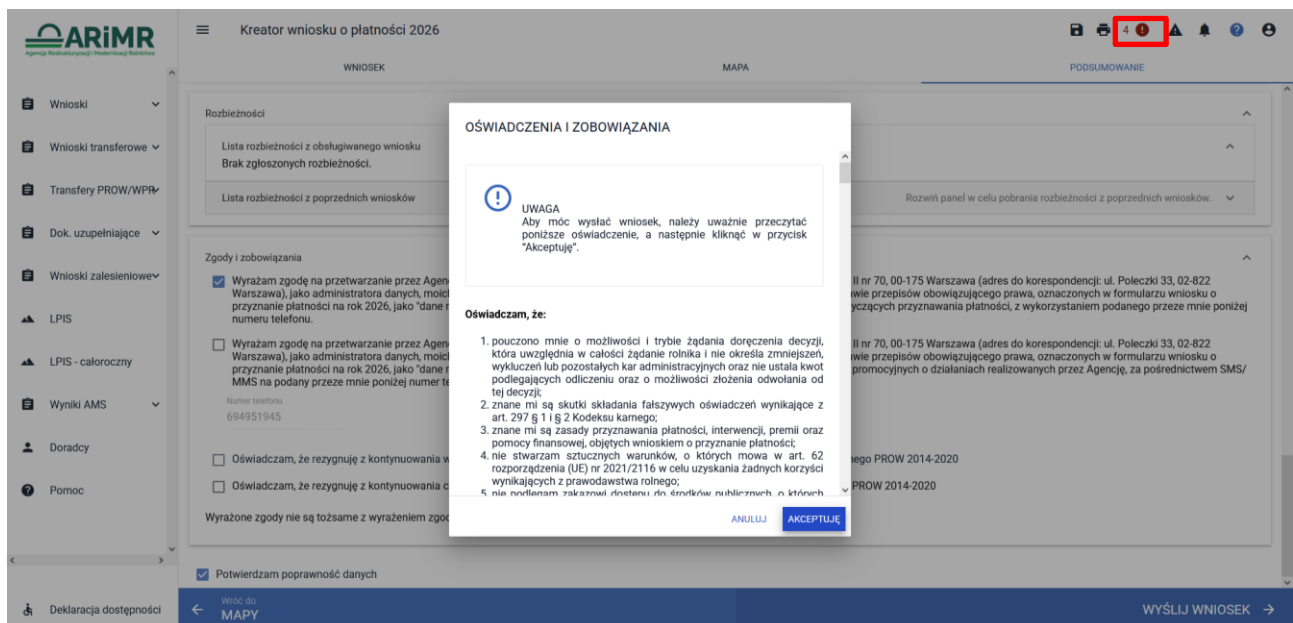 ARiMR
Agencja Restrukturyzacji i Modernizacji Rolnictwa
Kreator wniosku o płatności 2026
4
WNIOSEK
MAPA
PODSUMOWANIE
Wnioski
Wnioski transferowe
Transfery PROW/WPR
Dok. uzupełniające
Wnioski zalesieniowe
LPIS
LPIS - całoroczny
Wyniki AMS
Doradcy
Pomoc
Deklaracja dostępności
Rozbieżności
Lista rozbieżności z obsługiwanego wniosku
Brak zgłoszonych rozbieżności.
Lista rozbieżności z poprzednich wniosków
Rozwiń panel w celu pobrania rozbieżności z poprzednich wniosków.
Zgody i zobowiązania
Wyrażam zgodę na przetwarzanie przez Agen II nr 70, 00-175 Warszawa (adres do korespondencji: ul. Poleczki 33, 02-822
Warszawa), jako administratora danych, moich wie przepisów obowiązującego prawa, oznaczonych w formularzu wniosku o
przyznanie płatności na rok 2026, jako "dane yczących przyznawania płatności, z wykorzystaniem podanego przeze mnie poniżej
numeru telefonu.
Wyrażam zgodę na przetwarzanie przez Agen II nr 70, 00-175 Warszawa (adres do korespondencji: ul. Poleczki 33, 02-822
Warszawa), jako administratora danych, moich wie przepisów obowiązującego prawa, oznaczonych w formularzu wniosku o
przyznanie płatności na rok 2026, jako "dane promocyjnych o działaniach realizowanych przez Agencję, za pośrednictwem SMS/
MMS na podany przeze mnie poniżej numer te
Numer telefonu
694951945
Oświadczam, że rezygnuję z kontynuowania w ego PROW 2014-2020
Oświadczam, że rezygnuję z kontynuowania c PROW 2014-2020
Wyrażone zgody nie są tożsame z wyrażeniem zgod
Potwierdzam poprawność danych
Wróć do
MAPY
WYŚLIJ WNIOSEK
OŚWIADCZENIA I ZOBOWIĄZANIA
UWAGA
Aby móc wysłać wniosek, należy uważnie przeczytać
poniższe oświadczenie, a następnie kliknąć w przycisk
"Akceptuję".
Oświadczam, że:
1. pouczono mnie o możliwości i trybie żądania doręczenia decyzji,
która uwzględnia w całości żądanie rolnika i nie określa zmniejszeń,
wykluczeń lub pozostałych kar administracyjnych oraz nie ustala kwot
podlegających odliczeniu oraz o możliwości złożenia odwołania od
tej decyzji;
2. znane mi są skutki składania fałszywych oświadczeń wynikające z
art. 297 § 1 i § 2 Kodeksu karnego;
3. znane mi są zasady przyznawania płatności, interwencji, premii oraz
pomocy finansowej, objętych wnioskiem o przyznanie płatności;
4. nie stwarzam sztucznych warunków, o których mowa w art. 62
rozporządzenia (UE) nr 2021/2116 w celu uzyskania żadnych korzyści
wynikających z prawodawstwa rolnego;
5. nie podlegam zakazowi dostępu do środków publicznych, o których
ANULUJ
AKCEPTUJĘ